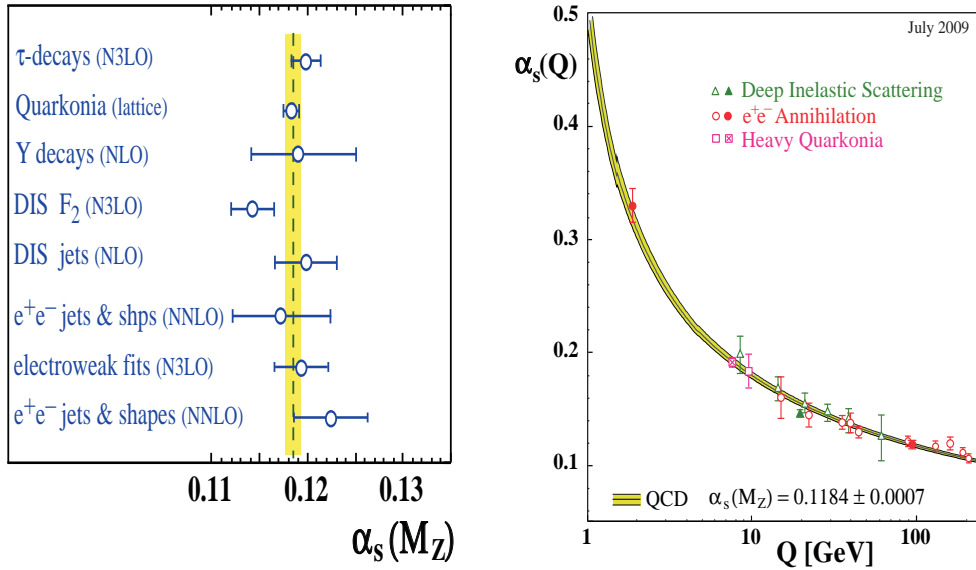 τ-decays (N3LO)
Quarkonia (lattice)
Υ decays (NLO)
DIS F₂ (N3LO)
DIS jets (NLO)
e⁺e⁻ jets & shps (NNLO)
electroweak fits (N3LO)
e⁺e⁻ jets & shapes (NNLO)
0.11 0.12 0.13
αₛ(M_Z)
0.5
July 2009
αₛ(Q)
Deep Inelastic Scattering
e⁺e⁻ Annihilation
Heavy Quarkonia
0.4
0.3
0.2
0.1
QCD αₛ(M_Z) = 0.1184 ± 0.0007
1 10 100
Q [GeV]